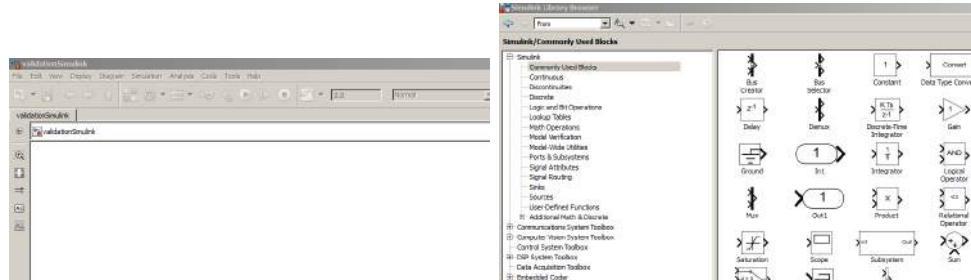 validationSimulink
File Edit View Display Diagram Simulation Analysis Code Tools Help
2.0 Normal
validationSimulink
validationSimulink
Simulink Library Browser
From
Simulink/Commonly Used Blocks
Simulink
Commonly Used Blocks
Continuous
Discontinuities
Discrete
Logic and Bit Operations
Lookup Tables
Math Operations
Model Verification
Model-Wide Utilities
Ports & Subsystems
Signal Attributes
Signal Routing
Sinks
Sources
User-Defined Functions
Additional Math & Discrete
Communications System Toolbox
Computer Vision System Toolbox
Control System Toolbox
DSP System Toolbox
Data Acquisition Toolbox
Embedded Coder
1 Convert
Bus Bus Constant Data Type Conve
Creator Selector
Delay Demux Discrete-Time Gain
Integrator
1
AND
Ground In1 Integrator Logical
Operator
1 x <=
Mux Out1 Product Relational
Operator
Saturation Scope Subsystem Sum